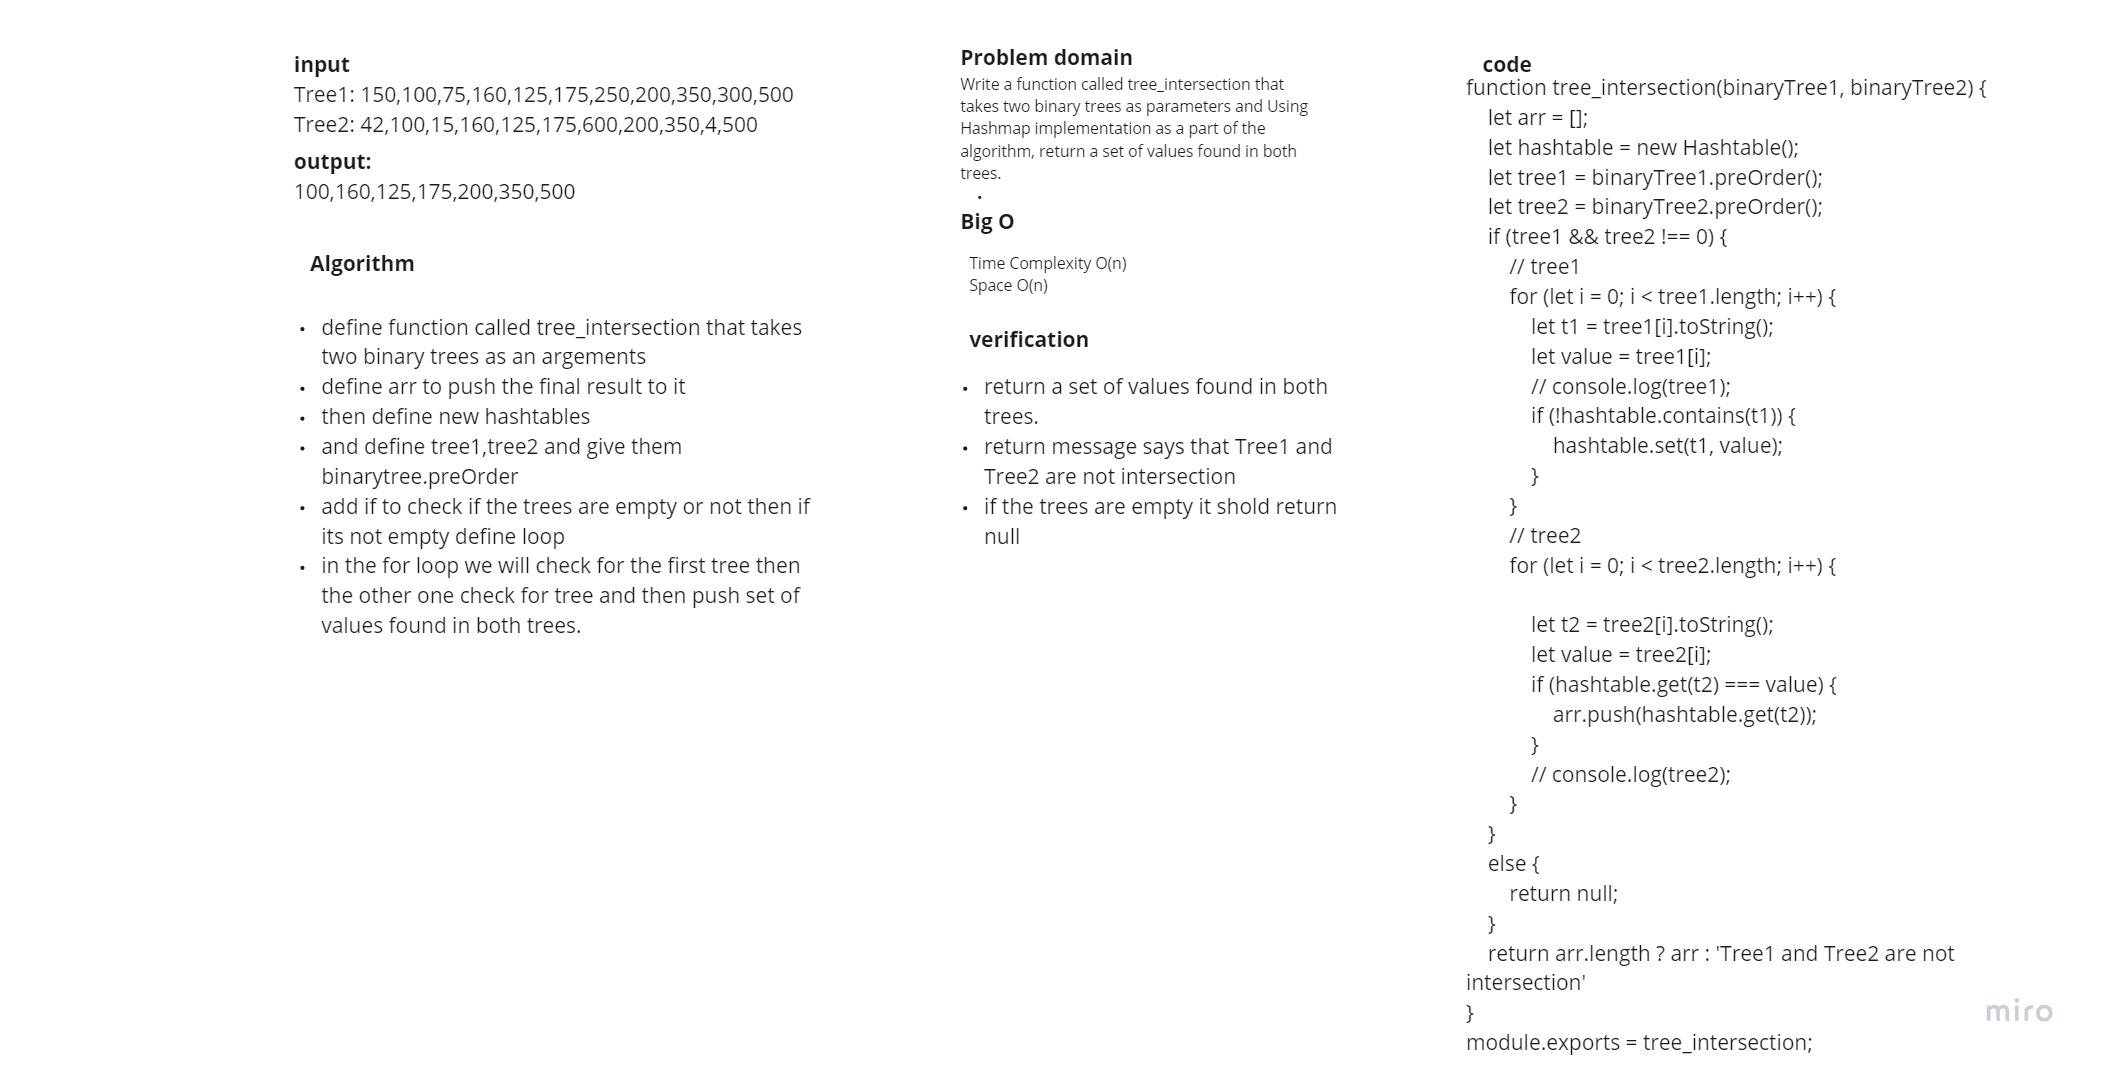 input
Tree1: 150,100,75,160,125,175,250,200,350,300,500
Tree2: 42,100,15,160,125,175,600,200,350,4,500
output:
100,160,125,175,200,350,500
Algorithm
• define function called tree_intersection that takes
two binary trees as an argements
• define arr to push the final result to it
• then define new hashtables
• and define tree1,tree2 and give them
binarytree.preOrder
• add if to check if the trees are empty or not then if
its not empty define loop
• in the for loop we will check for the first tree then
the other one check for tree and then push set of
values found in both trees.
Problem domain
Write a function called tree_intersection that
takes two binary trees as parameters and Using
Hashmap implementation as a part of the
algorithm, return a set of values found in both
trees.
•
Big O
Time Complexity O(n)
Space O(n)
verification
• return a set of values found in both
trees.
• return message says that Tree1 and
Tree2 are not intersection
• if the trees are empty it shold return
null
code
function tree_intersection(binaryTree1, binaryTree2) {
let arr = [];
let hashtable = new Hashtable();
let tree1 = binaryTree1.preOrder();
let tree2 = binaryTree2.preOrder();
if (tree1 && tree2 !== 0) {
// tree1
for (let i = 0; i < tree1.length; i++) {
let t1 = tree1[i].toString();
let value = tree1[i];
// console.log(tree1);
if (!hashtable.contains(t1)) {
hashtable.set(t1, value);
}
}
// tree2
for (let i = 0; i < tree2.length; i++) {
let t2 = tree2[i].toString();
let value = tree2[i];
if (hashtable.get(t2) === value) {
arr.push(hashtable.get(t2));
}
// console.log(tree2);
}
}
else {
return null;
}
return arr.length ? arr : 'Tree1 and Tree2 are not
intersection'
}
module.exports = tree_intersection;
miro